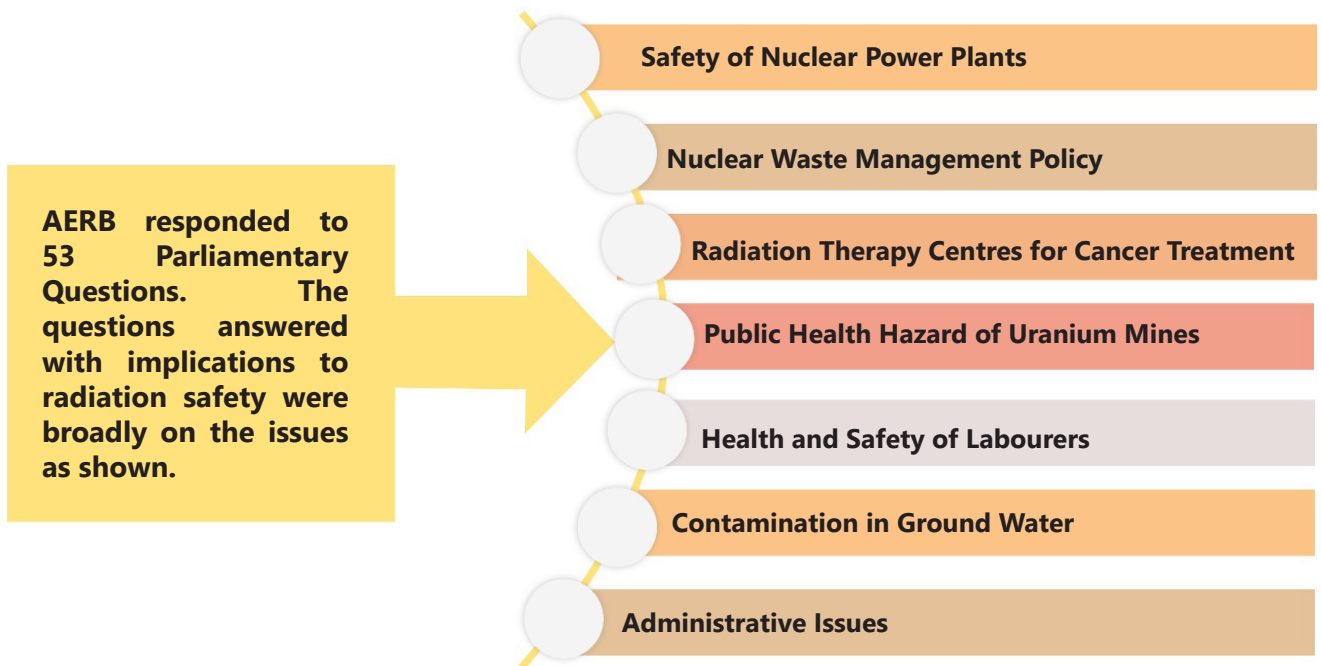 AERB responded to
53 Parliamentary
Questions. The
questions answered
with implications to
radiation safety were
broadly on the issues
as shown.
Safety of Nuclear Power Plants
Nuclear Waste Management Policy
Radiation Therapy Centres for Cancer Treatment
Public Health Hazard of Uranium Mines
Health and Safety of Labourers
Contamination in Ground Water
Administrative Issues